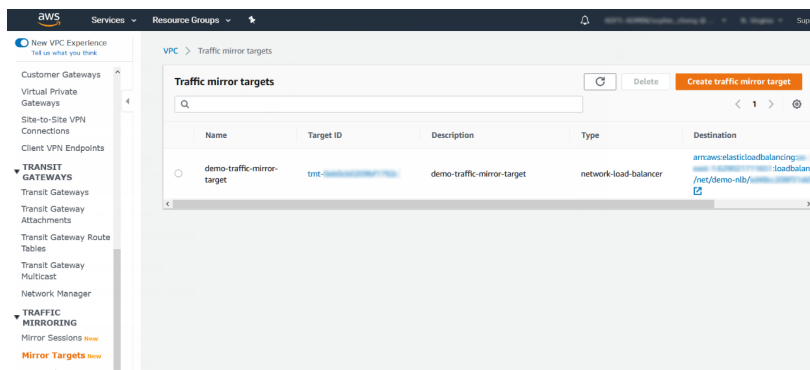 aws
Services
Resource Groups
Sup
New VPC Experience
Tell us what you think
Customer Gateways
Virtual Private
Gateways
Site-to-Site VPN
Connections
Client VPN Endpoints
TRANSIT
GATEWAYS
Transit Gateways
Transit Gateway
Attachments
Transit Gateway Route
Tables
Transit Gateway
Multicast
Network Manager
TRAFFIC
MIRRORING
Mirror Sessions New
Mirror Targets New
VPC > Traffic mirror targets
Traffic mirror targets
Delete
Create traffic mirror target
1
Name Target ID Description Type Destination
demo-traffic-mirror-
target
tmt-
demo-traffic-mirror-target
network-load-balancer
arn:aws:elasticloadbalancing:
:loadbalan
/net/demo-nlb/